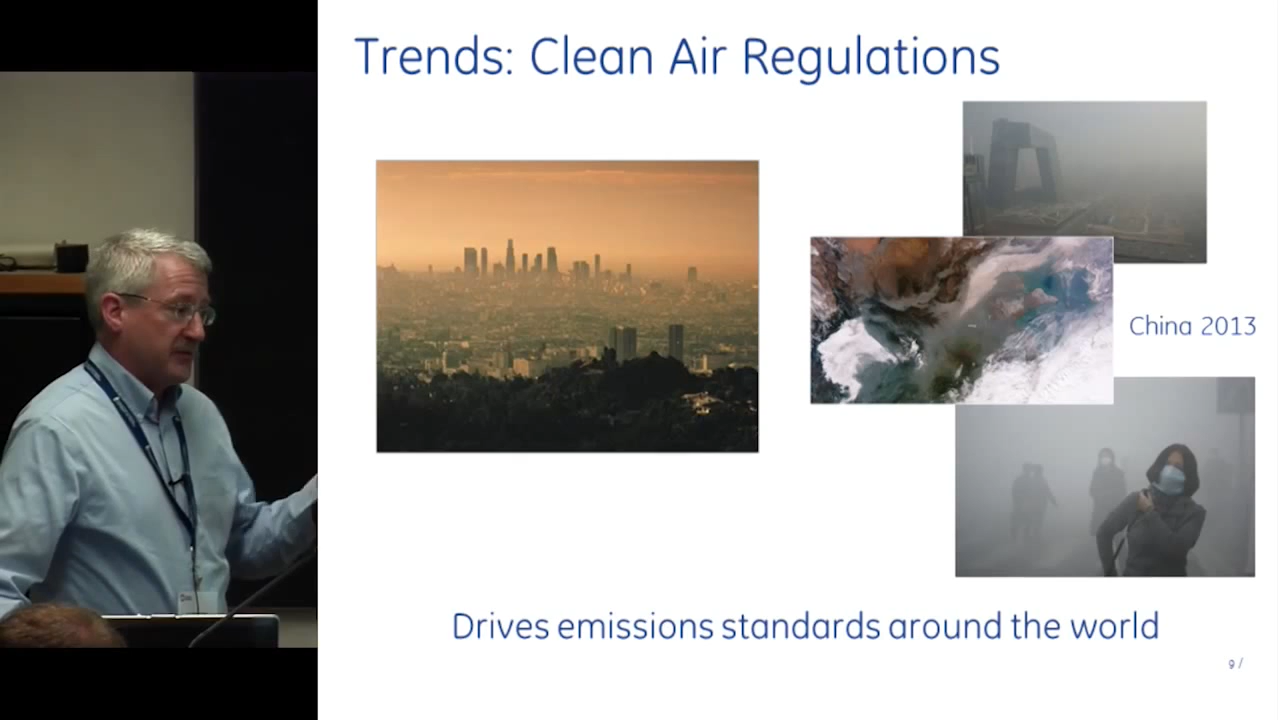 Trends: Clean Air Regulations
China 2013
Drives emissions standards around the world
9 /